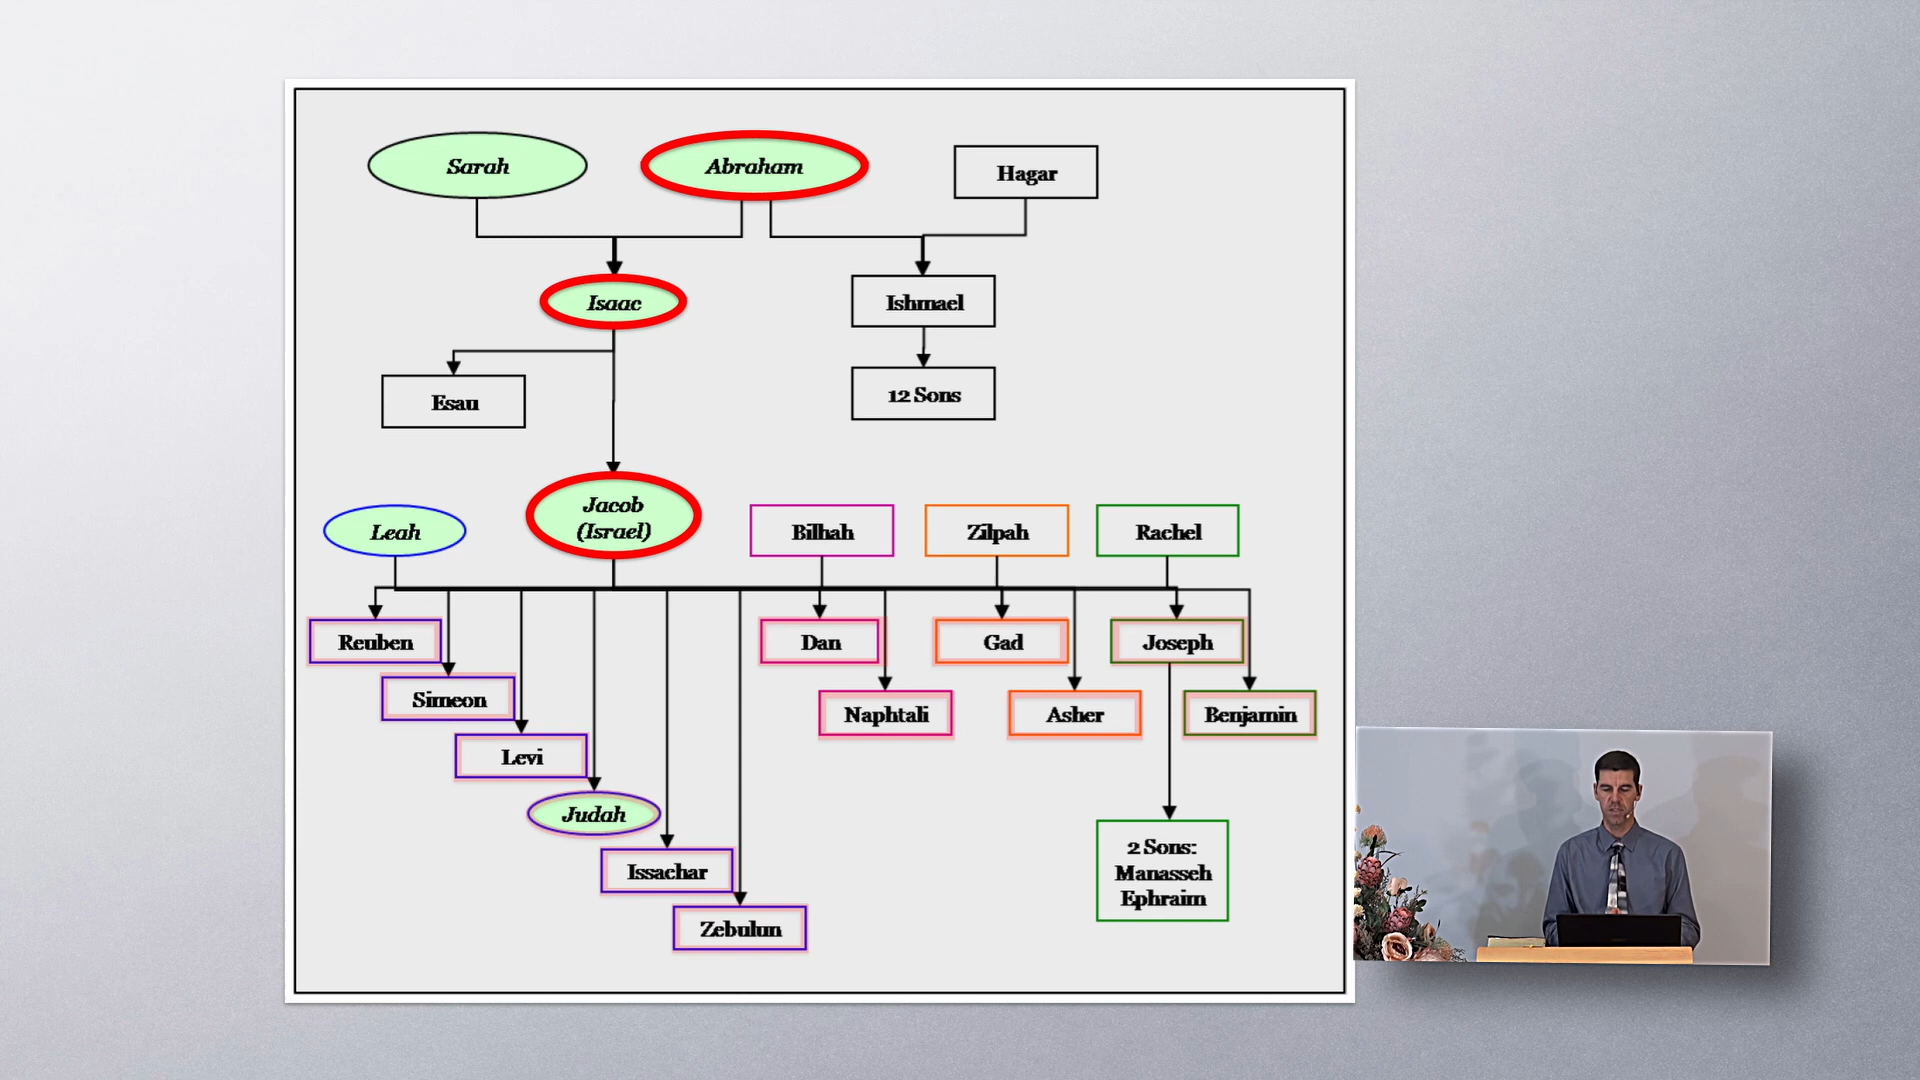 Sarah
Abraham
Hagar
Isaac
Ishmael
Esau
12 Sons
Jacob
(Israel)
Leah
Bilhah
Zilpah
Rachel
Reuben
Dan
Gad
Joseph
Simeon
Naphtali
Asher
Benjamin
Levi
Judah
Issachar
2 Sons:
Manasseh
Ephraim
Zebulun